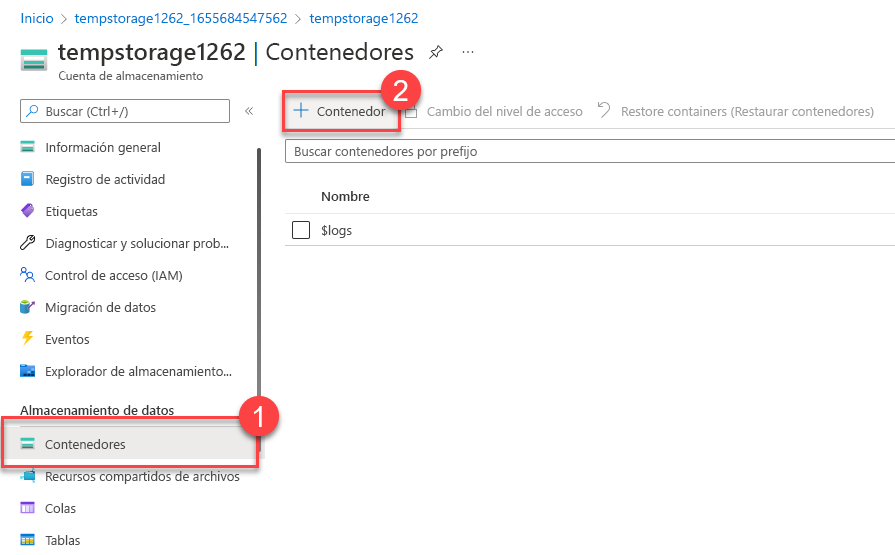 Inicio > tempstorage1262_1655684547562 > tempstorage1262
tempstorage1262 | Contenedores ...
Cuenta de almacenamiento
Buscar (Ctrl+/) «
Información general
Registro de actividad
Etiquetas
Diagnosticar y solucionar prob...
Control de acceso (IAM)
Migración de datos
Eventos
Explorador de almacenamiento...
Almacenamiento de datos
1
Contenedores
Recursos compartidos de archivos
Colas
Tablas
2
+ Contenedor Cambio del nivel de acceso Restore containers (Restaurar contenedores)
Buscar contenedores por prefijo
Nombre
$logs